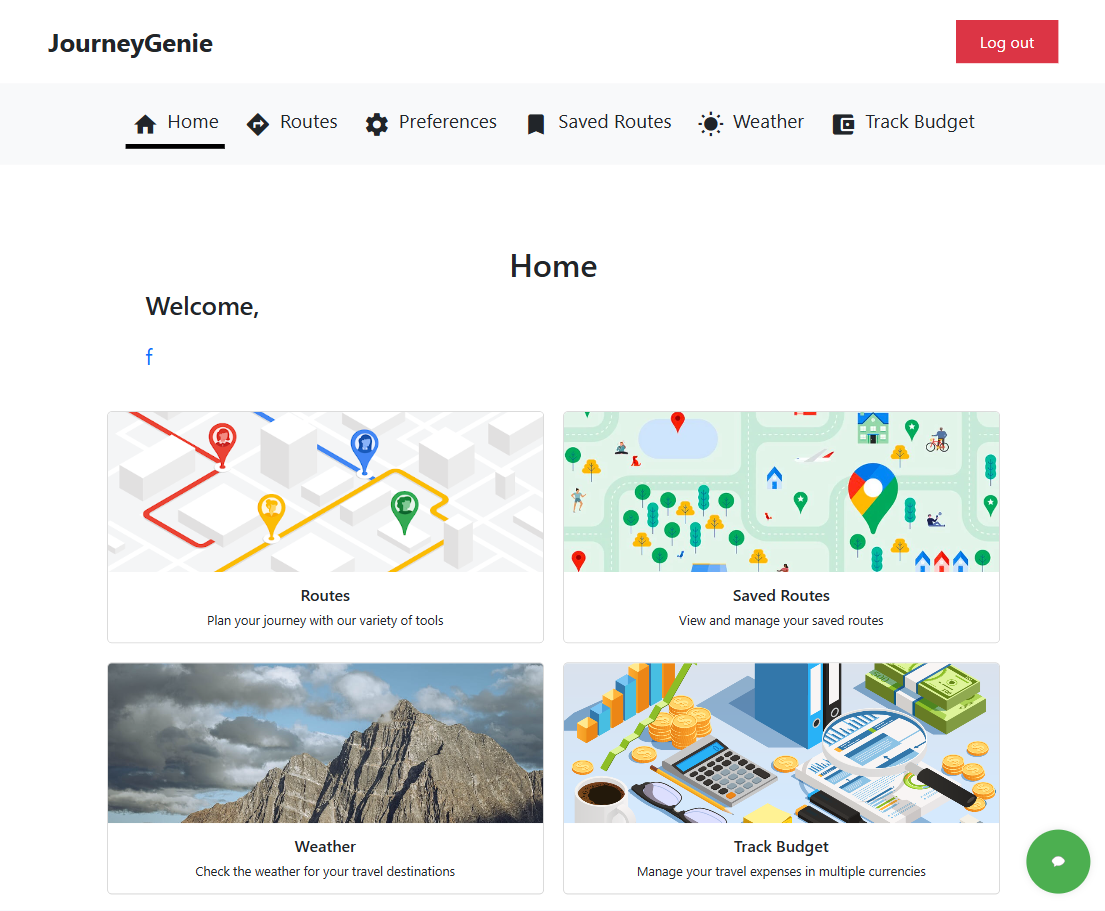 JourneyGenie
Log out
Home Routes Preferences Saved Routes Weather Track Budget
Home
Welcome,
f
Routes
Plan your journey with our variety of tools
Saved Routes
View and manage your saved routes
Weather
Check the weather for your travel destinations
Track Budget
Manage your travel expenses in multiple currencies